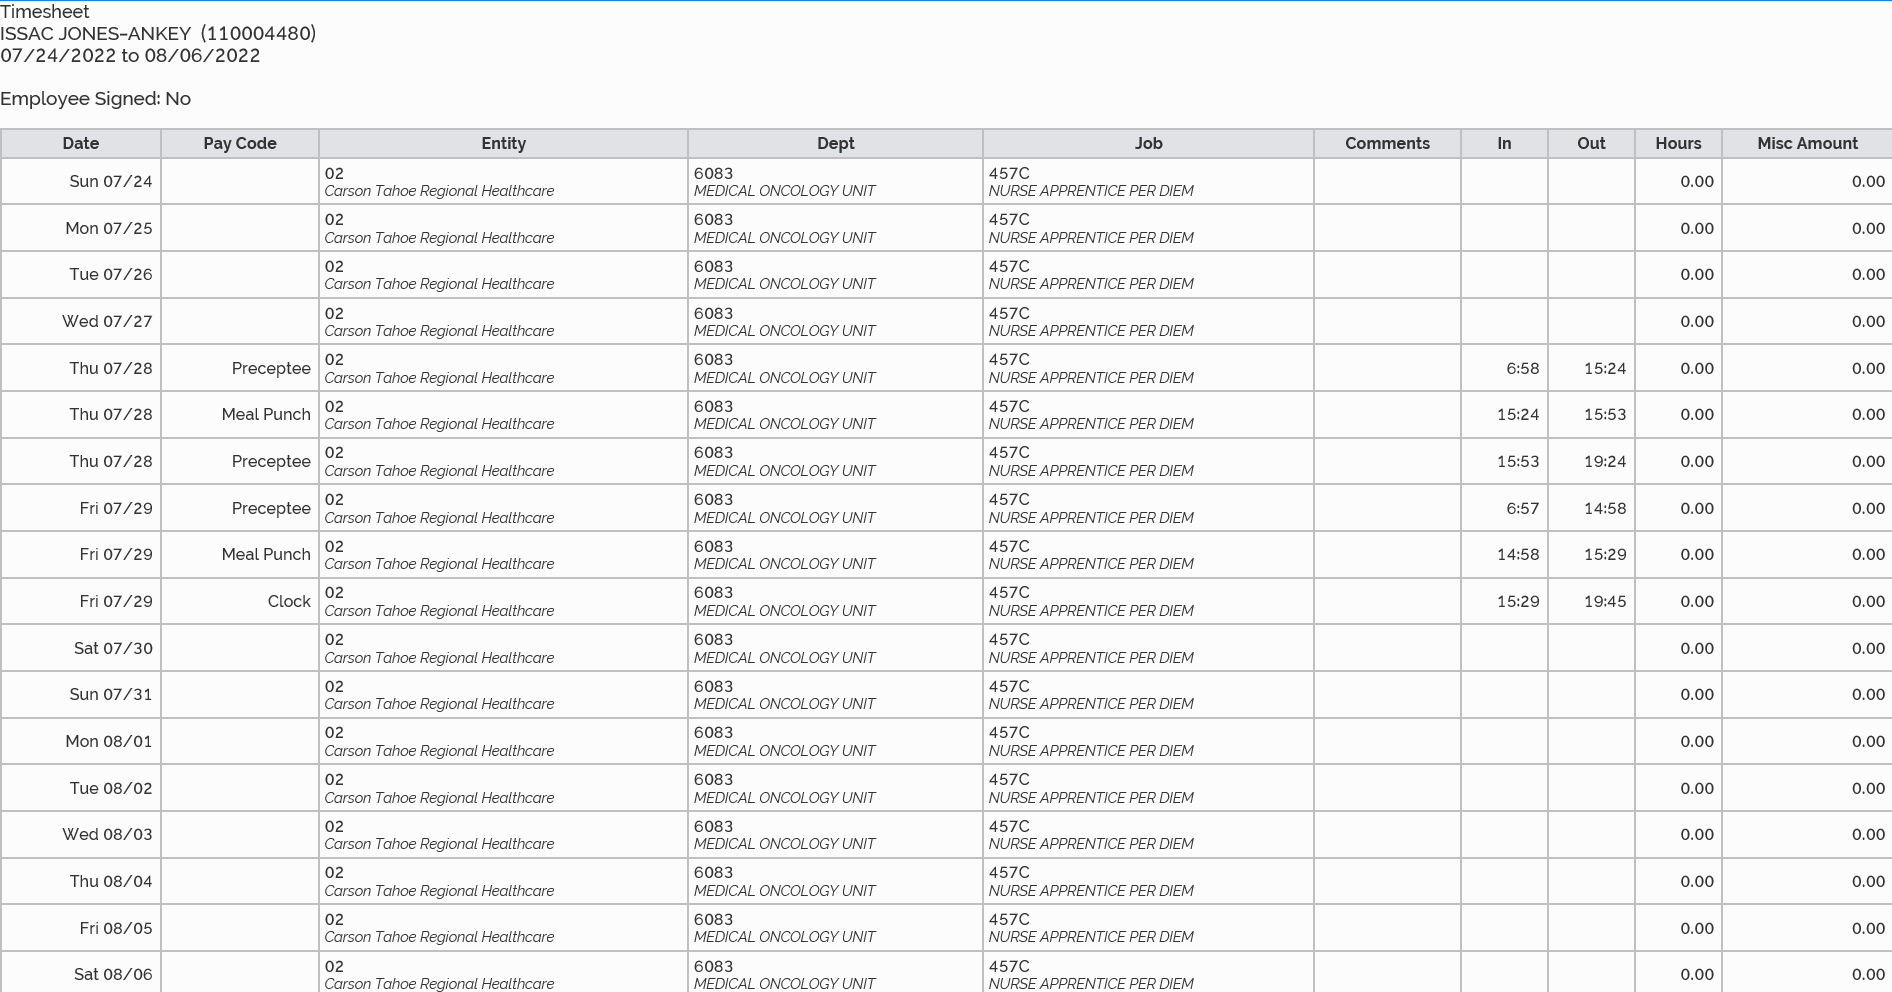 Timesheet
ISSAC JONES-ANKEY (110004480)
07/24/2022 to 08/06/2022
Employee Signed: No
Date Pay Code Entity Dept Job Comments In Out Hours Misc Amount
Sun 07/24 02 6083 457C 0.00 0.00
Carson Tahoe Regional Healthcare MEDICAL ONCOLOGY UNIT NURSE APPRENTICE PER DIEM
Mon 07/25 02 6083 457C 0.00 0.00
Carson Tahoe Regional Healthcare MEDICAL ONCOLOGY UNIT NURSE APPRENTICE PER DIEM
Tue 07/26 02 6083 457C 0.00 0.00
Carson Tahoe Regional Healthcare MEDICAL ONCOLOGY UNIT NURSE APPRENTICE PER DIEM
Wed 07/27 02 6083 457C 0.00 0.00
Carson Tahoe Regional Healthcare MEDICAL ONCOLOGY UNIT NURSE APPRENTICE PER DIEM
Thu 07/28 Preceptee 02 6083 457C 6:58 15:24 0.00 0.00
Carson Tahoe Regional Healthcare MEDICAL ONCOLOGY UNIT NURSE APPRENTICE PER DIEM
Thu 07/28 Meal Punch 02 6083 457C 15:24 15:53 0.00 0.00
Carson Tahoe Regional Healthcare MEDICAL ONCOLOGY UNIT NURSE APPRENTICE PER DIEM
Thu 07/28 Preceptee 02 6083 457C 15:53 19:24 0.00 0.00
Carson Tahoe Regional Healthcare MEDICAL ONCOLOGY UNIT NURSE APPRENTICE PER DIEM
Fri 07/29 Preceptee 02 6083 457C 6:57 14:58 0.00 0.00
Carson Tahoe Regional Healthcare MEDICAL ONCOLOGY UNIT NURSE APPRENTICE PER DIEM
Fri 07/29 Meal Punch 02 6083 457C 14:58 15:29 0.00 0.00
Carson Tahoe Regional Healthcare MEDICAL ONCOLOGY UNIT NURSE APPRENTICE PER DIEM
Fri 07/29 Clock 02 6083 457C 15:29 19:45 0.00 0.00
Carson Tahoe Regional Healthcare MEDICAL ONCOLOGY UNIT NURSE APPRENTICE PER DIEM
Sat 07/30 02 6083 457C 0.00 0.00
Carson Tahoe Regional Healthcare MEDICAL ONCOLOGY UNIT NURSE APPRENTICE PER DIEM
Sun 07/31 02 6083 457C 0.00 0.00
Carson Tahoe Regional Healthcare MEDICAL ONCOLOGY UNIT NURSE APPRENTICE PER DIEM
Mon 08/01 02 6083 457C 0.00 0.00
Carson Tahoe Regional Healthcare MEDICAL ONCOLOGY UNIT NURSE APPRENTICE PER DIEM
Tue 08/02 02 6083 457C 0.00 0.00
Carson Tahoe Regional Healthcare MEDICAL ONCOLOGY UNIT NURSE APPRENTICE PER DIEM
Wed 08/03 02 6083 457C 0.00 0.00
Carson Tahoe Regional Healthcare MEDICAL ONCOLOGY UNIT NURSE APPRENTICE PER DIEM
Thu 08/04 02 6083 457C 0.00 0.00
Carson Tahoe Regional Healthcare MEDICAL ONCOLOGY UNIT NURSE APPRENTICE PER DIEM
Fri 08/05 02 6083 457C 0.00 0.00
Carson Tahoe Regional Healthcare MEDICAL ONCOLOGY UNIT NURSE APPRENTICE PER DIEM
Sat 08/06 02 6083 457C 0.00 0.00
Carson Tahoe Regional Healthcare MEDICAL ONCOLOGY UNIT NURSE APPRENTICE PER DIEM